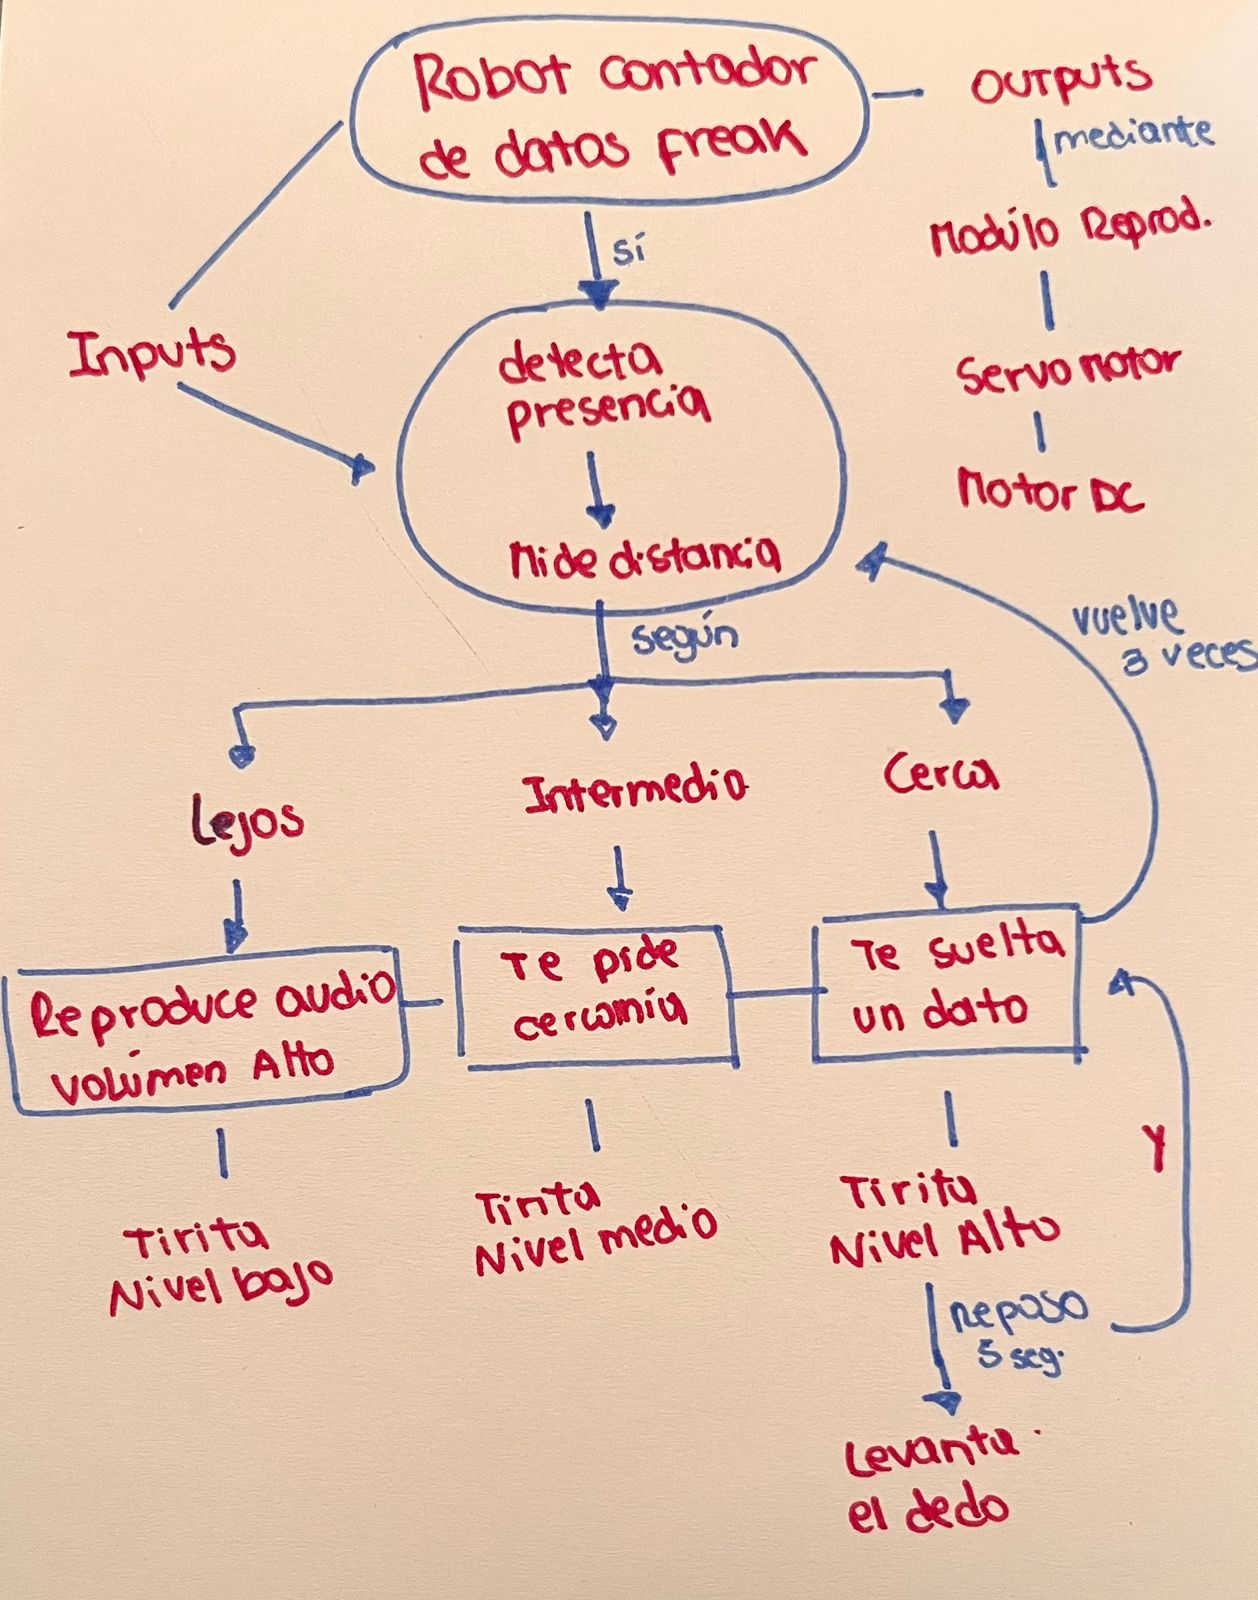 Robot contador
de datos freak
OUTPUTS
mediante
Modúlo Reprod.
Servo motor
Motor DC
sí
Inputs
detecta
presencia
Mide distancia
según
vuelve
3 veces
Lejos
Intermedio
Cerca
Reproduce audio
volúmen Alto
Te pide
cercanía
Te suelta
un dato
Y
Tirita
Nivel bajo
Tirita
Nivel medio
Tirita
Nivel Alto
Reposo
5 seg.
Levanta
el dedo